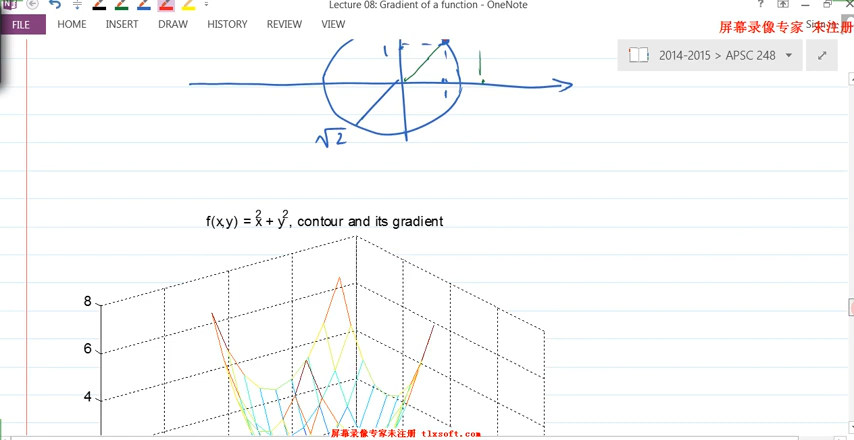 Lecture 08: Gradient of a function - OneNote
FILE HOME INSERT DRAW HISTORY REVIEW VIEW
屏幕录像专家 未注册
2014-2015 > APSC 248
1
1
√2
f(x,y) = x² + y², contour and its gradient
8
6
4
屏幕录像专家未注册 tlxsoft.com